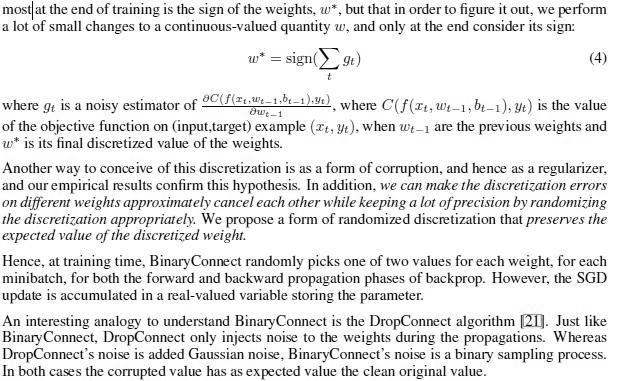 most at the end of training is the sign of the weights, w*, but that in order to figure it out, we perform
a lot of small changes to a continuous-valued quantity w, and only at end consider its sign:
w* = sign(∑_t g_t) (4)
where g_t is a noisy estimator of ∂C(f(x_t,w_{t−1},b_{t−1}),y_t)/∂w_{t−1}, where C(f(x_t, w_{t−1}, b_{t−1}), y_t) is the value
of the objective function on (input,target) example (x_t, y_t), when w_{t−1} are the previous weights and
w* is its final discretized value of the weights.
Another way to conceive of this discretization is as a form of corruption, and hence as a regularizer,
and our empirical results confirm this hypothesis. In addition, we can make the discretization errors
on different weights approximately cancel each other while keeping a lot of precision by randomizing
the discretization appropriately. We propose a form of randomized discretization that preserves the
expected value of the discretized weight.
Hence, at training time, BinaryConnect randomly picks one of two values for each weight, for each
minibatch, for both the forward and backward propagation phases of backprop. However, the SGD
update is accumulated in a real-valued variable storing the parameter.
An interesting analogy to understand BinaryConnect is the DropConnect algorithm [21]. Just like
BinaryConnect, DropConnect only injects noise to the weights during the propagations. Whereas
DropConnect's noise is added Gaussian noise, BinaryConnect's noise is a binary sampling process.
In both cases the corrupted value has as expected value the clean original value.